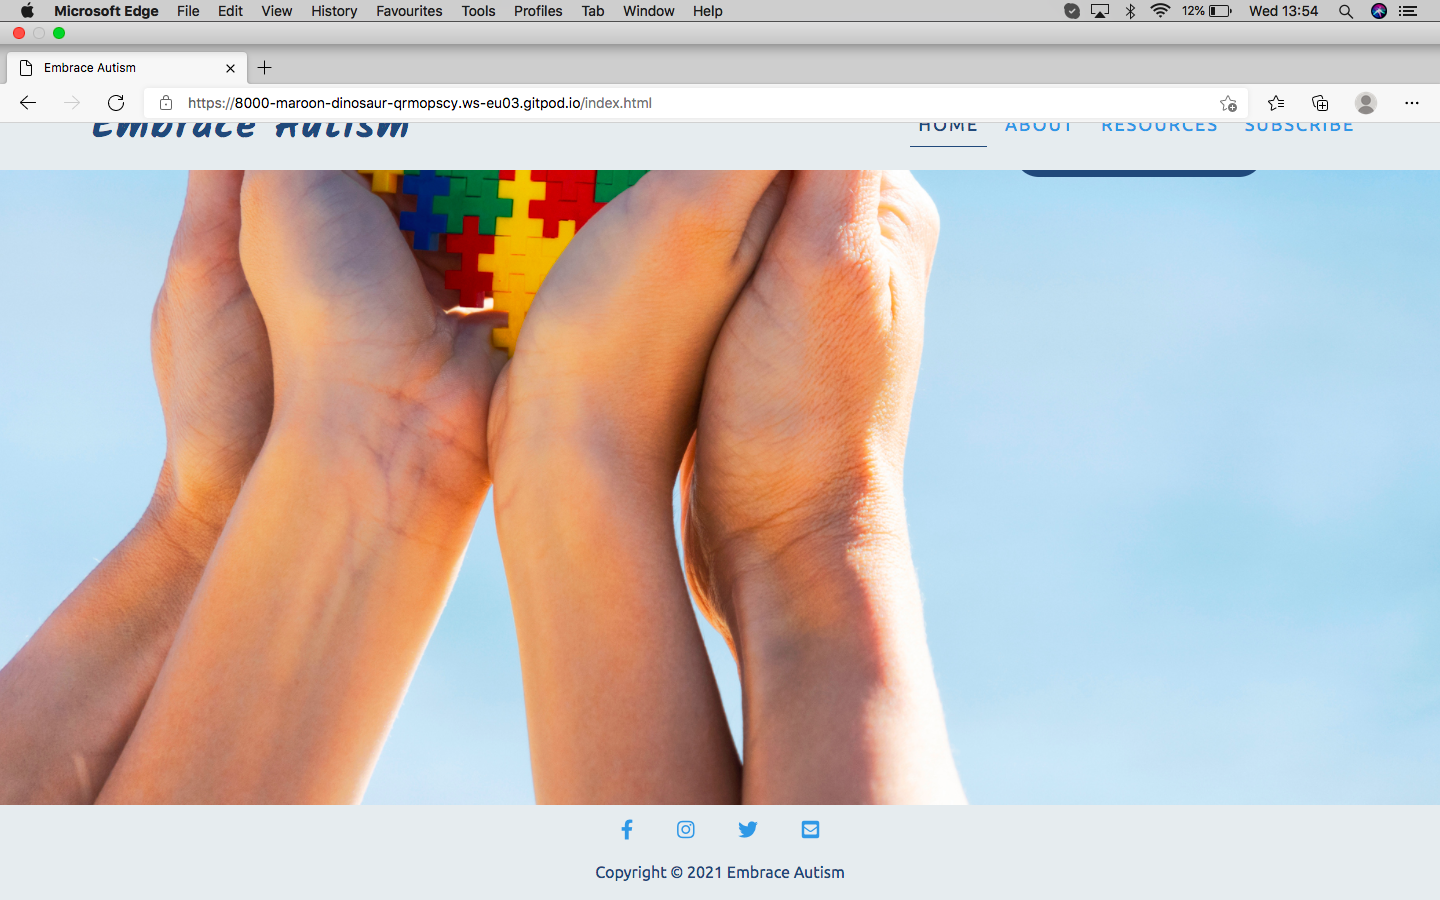 Microsoft Edge File Edit View History Favourites Tools Profiles Tab Window Help 12% Wed 13:54
Embrace Autism
https://8000-maroon-dinosaur-qrmopscy.ws-eu03.gitpod.io/index.html
Embrace Autism HOME ABOUT RESOURCES SUBSCRIBE
Copyright © 2021 Embrace Autism